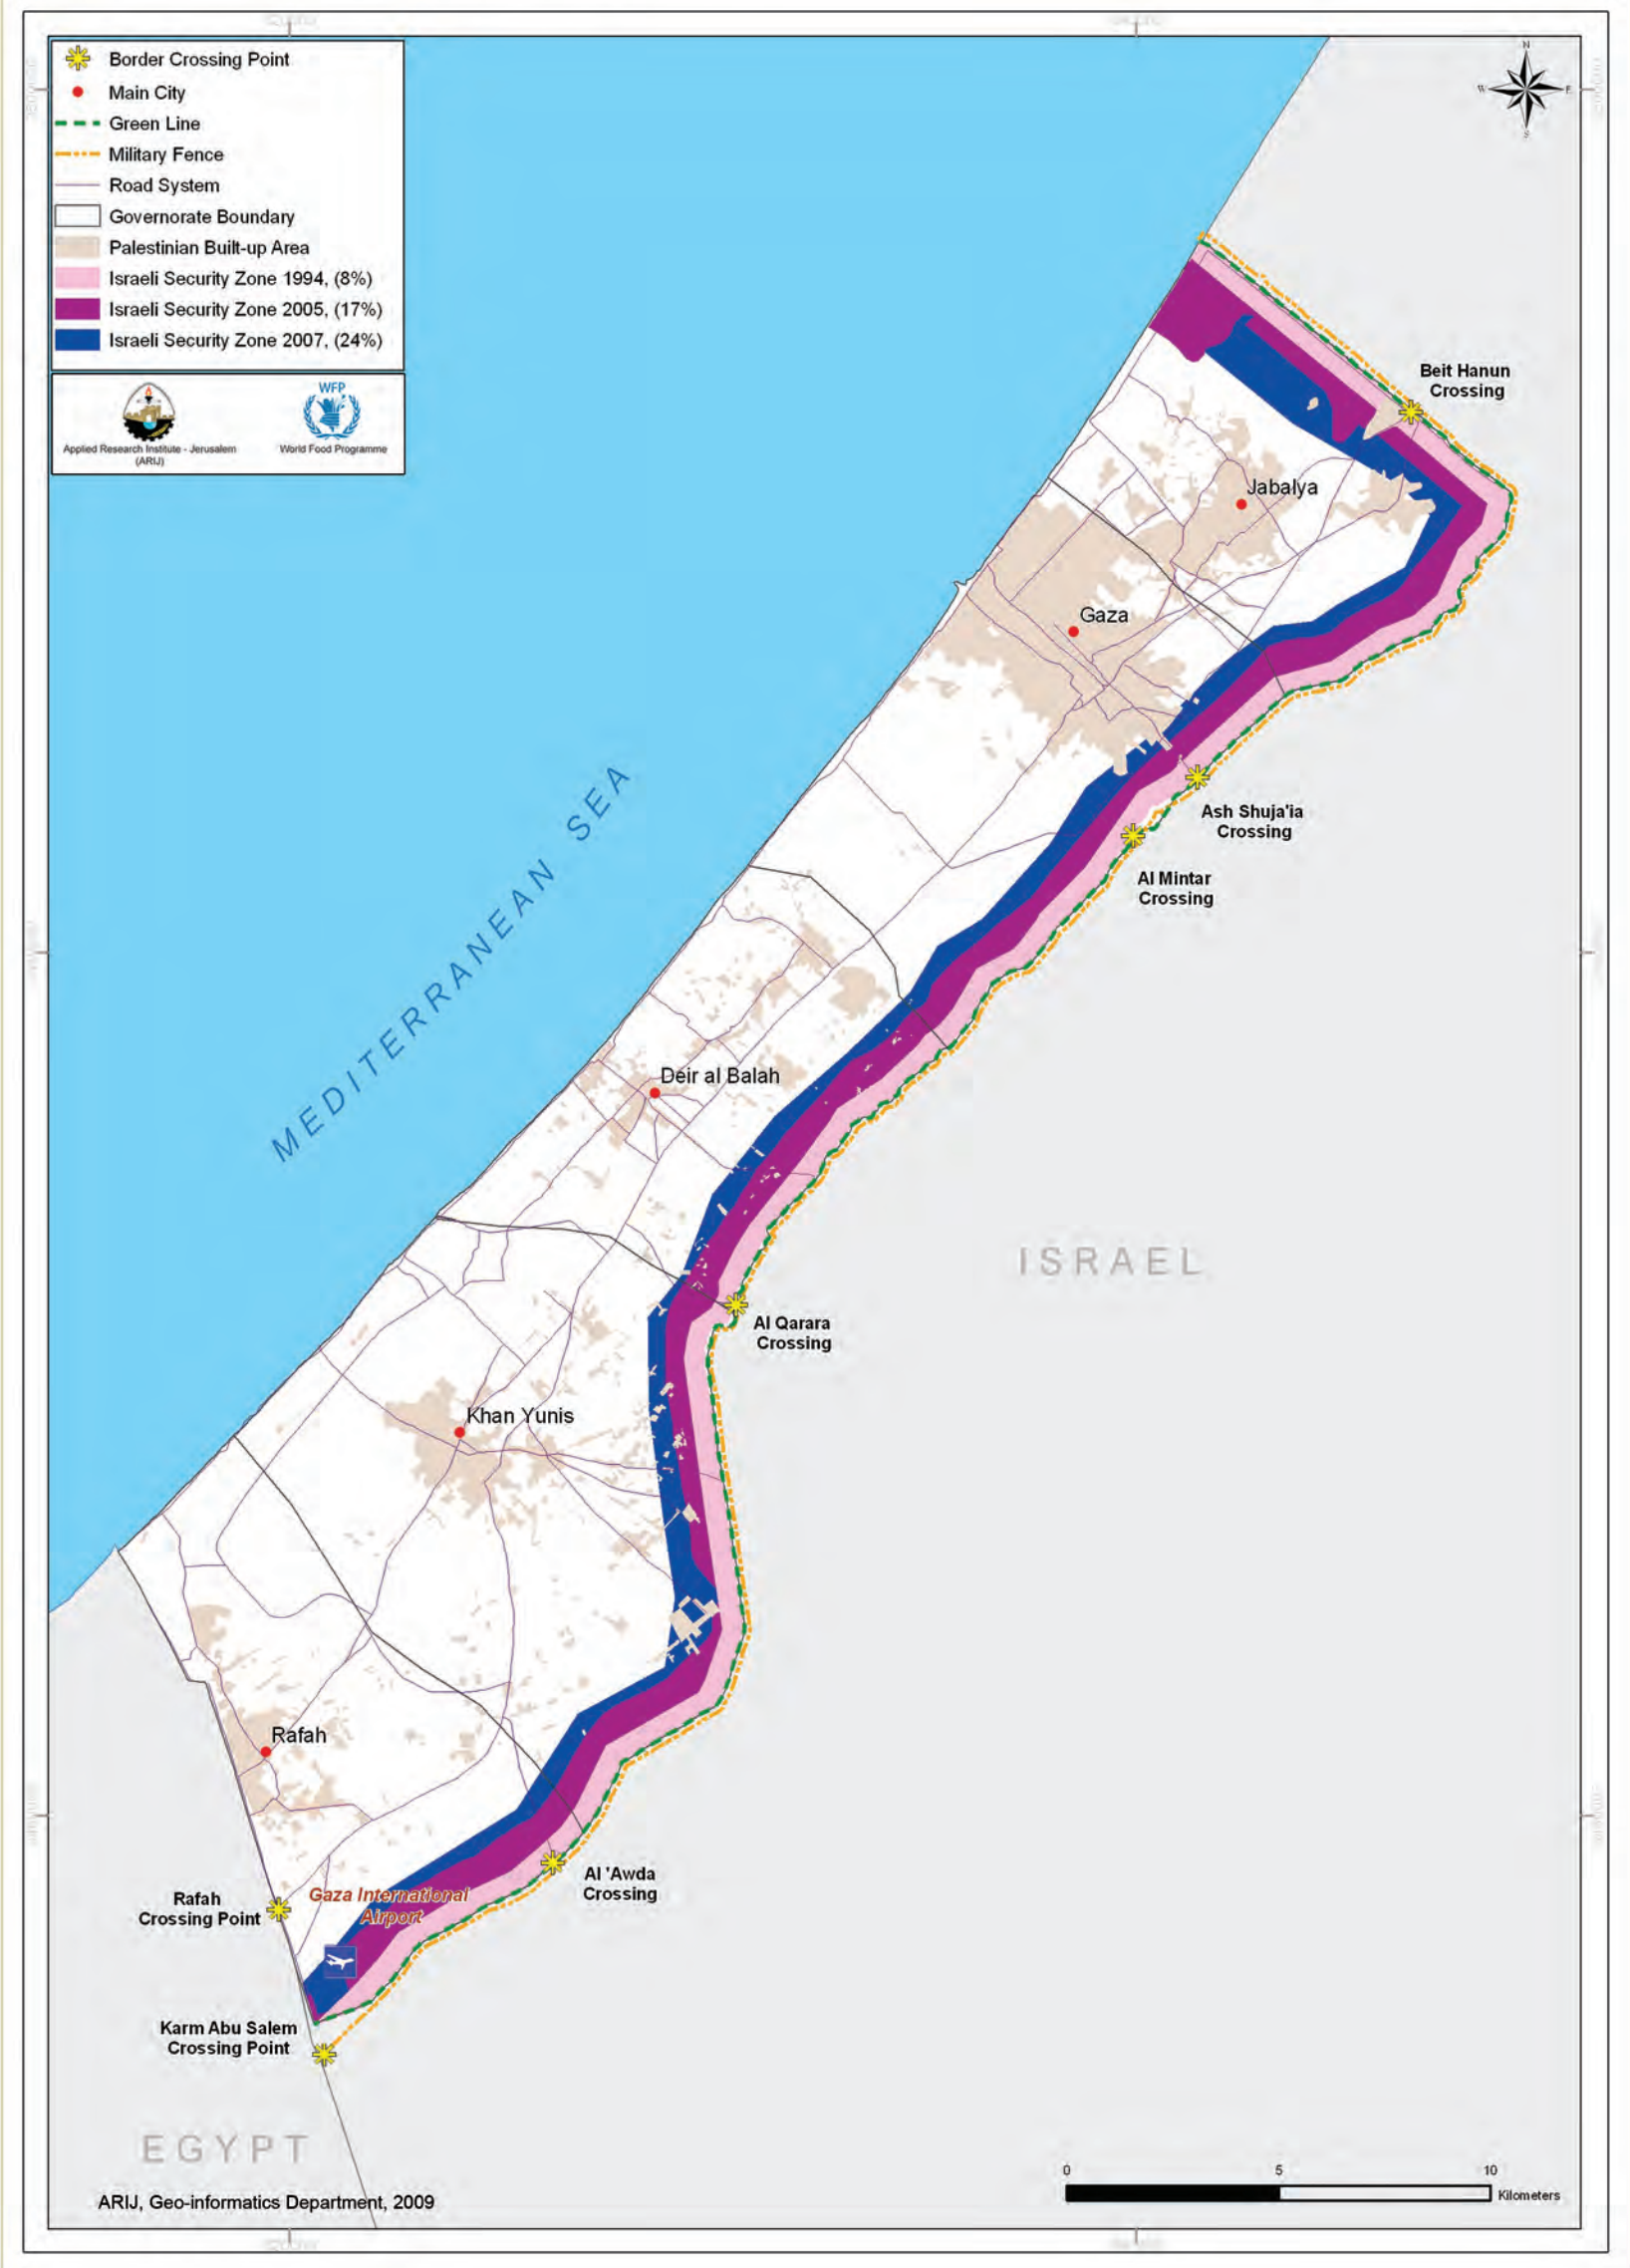 Border Crossing Point
Main City
Green Line
Military Fence
Road System
Governorate Boundary
Palestinian Built-up Area
Israeli Security Zone 1994, (8%)
Israeli Security Zone 2005, (17%)
Israeli Security Zone 2007, (24%)
WFP
Applied Research Institute - Jerusalem
(ARIJ)
World Food Programme
N
W
E
S
Beit Hanun
Crossing
Jabalya
Gaza
Ash Shuja'ia
Crossing
Al Mintar
Crossing
MEDITERRANEAN SEA
Deir al Balah
ISRAEL
Al Qarara
Crossing
Khan Yunis
Rafah
Al 'Awda
Crossing
Rafah
Crossing Point
Gaza International
Airport
Karm Abu Salem
Crossing Point
EGYPT
ARIJ, Geo-informatics Department, 2009
0 5 10
Kilometers